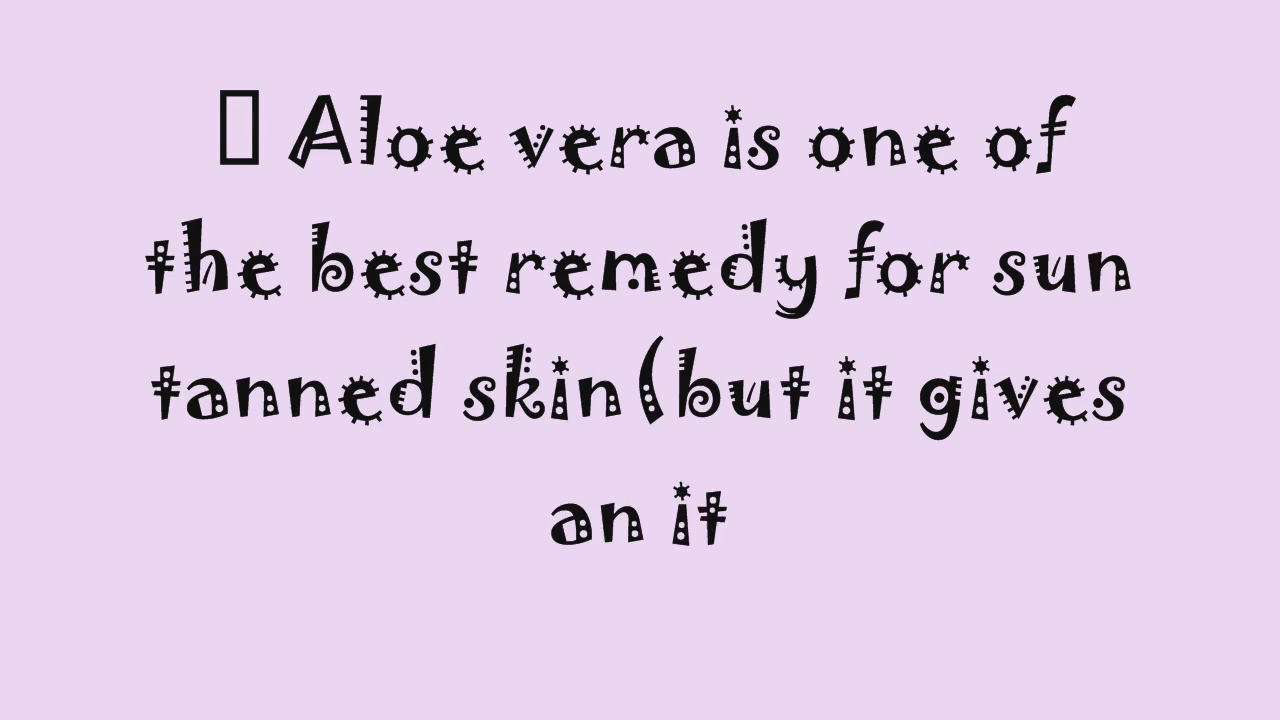 Aloe vera is one of
the best remedy for sun
tanned skin(but it gives
an it